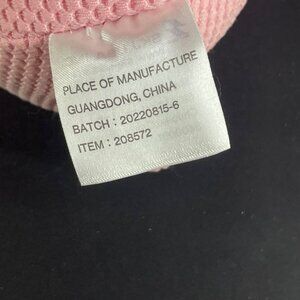 PLACE OF MANUFACTURE
GUANGDONG, CHINA
BATCH : 20220815-6
ITEM : 208572